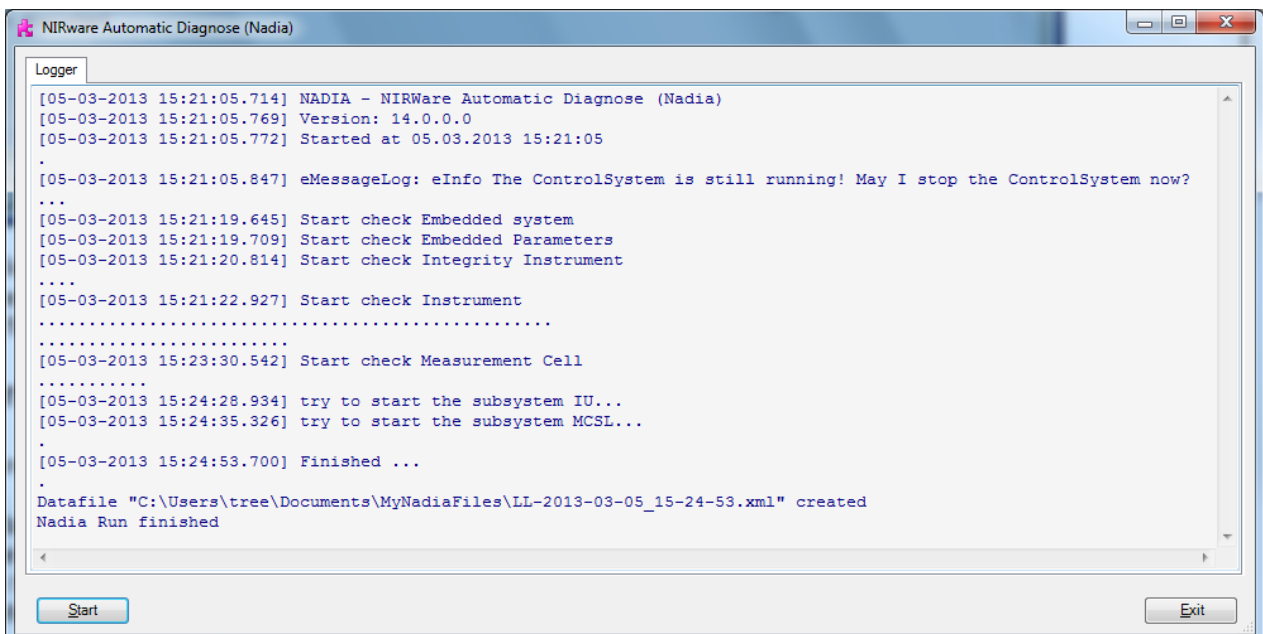 NIRware Automatic Diagnose (Nadia)
Logger
[05-03-2013 15:21:05.714] NADIA - NIRWare Automatic Diagnose (Nadia)
[05-03-2013 15:21:05.769] Version: 14.0.0.0
[05-03-2013 15:21:05.772] Started at 05.03.2013 15:21:05
.
[05-03-2013 15:21:05.847] eMessageLog: eInfo The ControlSystem is still running! May I stop the ControlSystem now?
...
[05-03-2013 15:21:19.645] Start check Embedded system
[05-03-2013 15:21:19.709] Start check Embedded Parameters
[05-03-2013 15:21:20.814] Start check Integrity Instrument
....
[05-03-2013 15:21:22.927] Start check Instrument
...................................................
.........................
[05-03-2013 15:23:30.542] Start check Measurement Cell
...........
[05-03-2013 15:24:28.934] try to start the subsystem IU...
[05-03-2013 15:24:35.326] try to start the subsystem MCSL...
.
[05-03-2013 15:24:53.700] Finished ...
.
Datafile "C:\Users\tree\Documents\MyNadiaFiles\LL-2013-03-05_15-24-53.xml" created
Nadia Run finished
Start
Exit